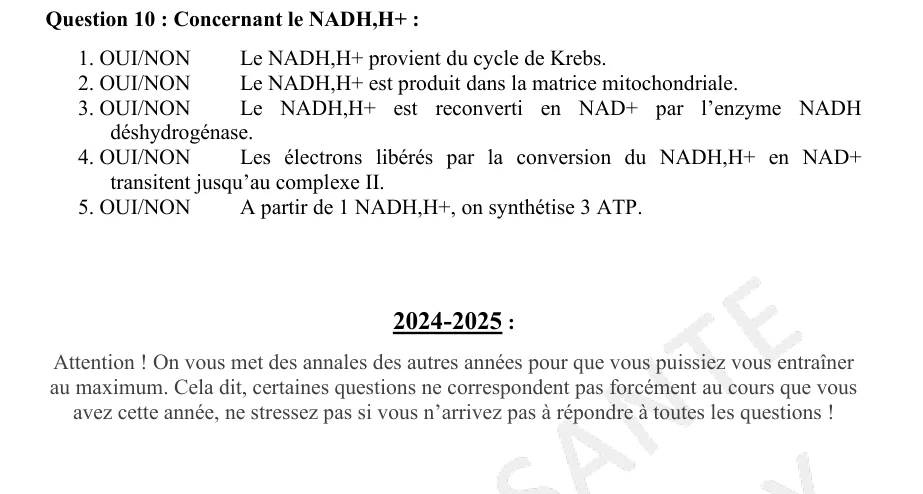 Question 10 : Concernant le NADH,H+ :
1. OUI/NON Le NADH,H+ provient du cycle de Krebs.
2. OUI/NON Le NADH,H+ est produit dans la matrice mitochondriale.
3. OUI/NON Le NADH,H+ est reconverti en NAD+ par l’enzyme NADH
déshydrogénase.
4. OUI/NON Les électrons libérés par la conversion du NADH,H+ en NAD+
transitent jusqu’au complexe II.
5. OUI/NON A partir de 1 NADH,H+, on synthétise 3 ATP.
2024-2025 :
Attention ! On vous met des annales des autres années pour que vous puissiez vous entraîner
au maximum. Cela dit, certaines questions ne correspondent pas forcément au cours que vous
avez cette année, ne stressez pas si vous n’arrivez pas à répondre à toutes les questions !
SANTE